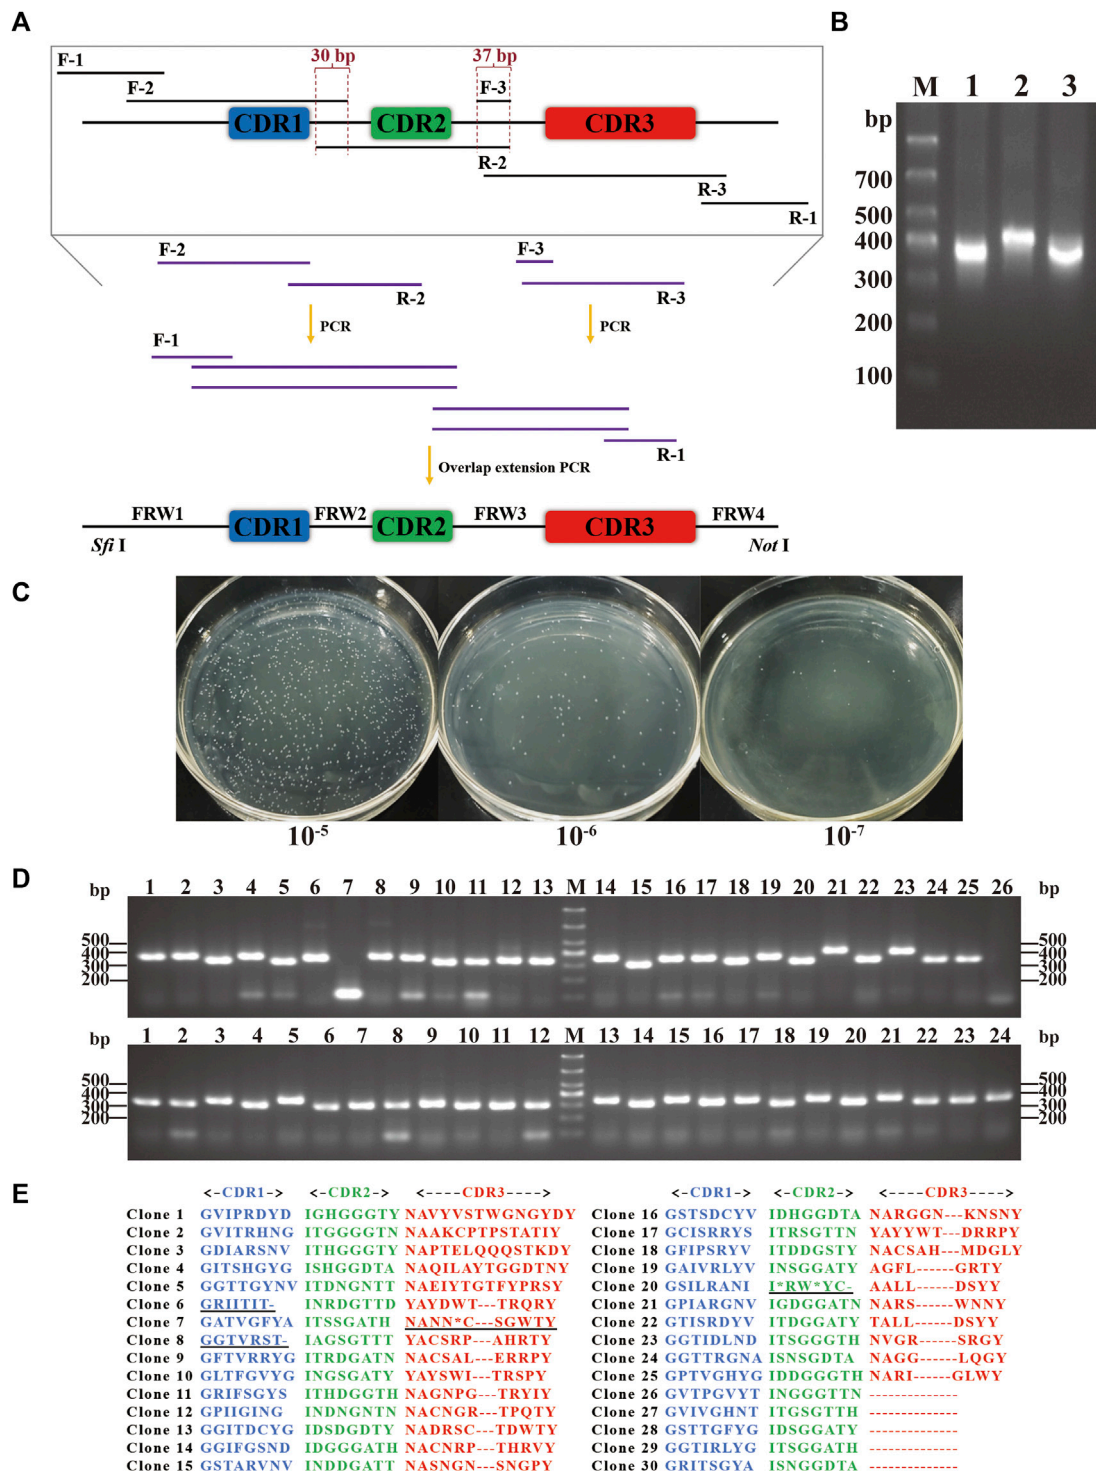 A
B
30 bp
37 bp
F-1
F-2
F-3
CDR1
CDR2
CDR3
R-2
R-3
R-1
F-2
F-3
R-2
R-3
PCR
PCR
F-1
R-1
Overlap extension PCR
FRW1
FRW2
FRW3
FRW4
CDR1
CDR2
CDR3
Sfi I
Not I
M 1 2 3
bp
700
500
400
300
200
100
C
10-5
10-6
10-7
D
bp 1 2 3 4 5 6 7 8 9 10 11 12 13 M 14 15 16 17 18 19 20 21 22 23 24 25 26 bp
500 500
400 400
300 300
200 200
bp 1 2 3 4 5 6 7 8 9 10 11 12 M 13 14 15 16 17 18 19 20 21 22 23 24 bp
500 500
400 400
300 300
200 200
E
<-CDR1-> <-CDR2-> <----CDR3---->
Clone 1 GVIPRDYD IGHGGGTY NAVYVSTWGNGYDY
Clone 2 GVITRHNG ITGGGGTN NAAKCPTPSTATIY
Clone 3 GDIARSNV ITHGGGTY NAPTELQQQSTKDY
Clone 4 GITSHGYG ISHGGDTA NAQILAYTGGDTNY
Clone 5 GGTTGYNV ITDNGNTT NAEIYTGTFYPRSY
Clone 6 GRIITIT- INRDGTTD YAYDWT---TRQRY
Clone 7 GATVGFYA ITSSGATH NANN*C---SGWTY
Clone 8 GGTVRST- IAGSGTTT YACSRP---AHRTY
Clone 9 GFTVRRYG ITRDGATN NACSAL---ERRPY
Clone 10 GLTFGVYG INGSGATY YAYSWI---TRSPY
Clone 11 GRIFSGYS ITHDGGTH NAGNPG---TRYIY
Clone 12 GPIIGING INDNGNTN NACNGR---TPQTY
Clone 13 GGITDCYG IDSDGDTY NADRSC---TDWTY
Clone 14 GGIFGSND IDGGGATH NACNRP---THRVY
Clone 15 GSTARVNV INDDGATT NASNGN---SNGPY
<-CDR1-> <-CDR2-> <----CDR3---->
Clone 16 GSTSDCYV IDHGGDTA NARGGN---KNSNY
Clone 17 GCISRRYS ITRSGTTN YAYYWT---DRRPY
Clone 18 GFIPSRYV ITDDGSTY NACSAH---MDGLY
Clone 19 GAIVRLYV INSGGATY AGFL-----GRTY
Clone 20 GSILRANI I*RW*YC- AALL-----DSYY
Clone 21 GPIARGNV IGDGGATN NARS-----WNNY
Clone 22 GTISRDYV ITDGGATY TALL-----DSYY
Clone 23 GGTIDLND ITSGGGTH NVGR-----SRGY
Clone 24 GGTTRGNA ISNSGDTA NAGG-----LQGY
Clone 25 GPTVGHYG IDDGGGTH NARI-----GLWY
Clone 26 GVTPGVYT INGGGTTN -------------
Clone 27 GVIVGHNT ITGSGTTH -------------
Clone 28 GSTTGFYG IDSGGATY -------------
Clone 29 GGTIRLYG ITSGGATH -------------
Clone 30 GRITSGYA ISNGGDTA -------------